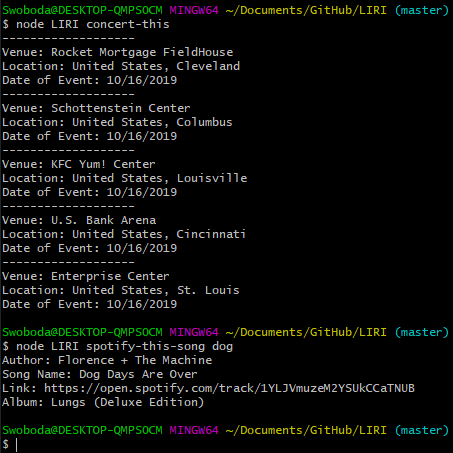 Swoboda@DESKTOP-QMPSOCM MINGW64 ~/Documents/GitHub/LIRI (master)
$ node LIRI concert-this
-------------------
Venue: Rocket Mortgage FieldHouse
Location: United States, Cleveland
Date of Event: 10/16/2019
-------------------
Venue: Schottenstein Center
Location: United States, Columbus
Date of Event: 10/16/2019
-------------------
Venue: KFC Yum! Center
Location: United States, Louisville
Date of Event: 10/16/2019
-------------------
Venue: U.S. Bank Arena
Location: United States, Cincinnati
Date of Event: 10/16/2019
-------------------
Venue: Enterprise Center
Location: United States, St. Louis
Date of Event: 10/16/2019
Swoboda@DESKTOP-QMPSOCM MINGW64 ~/Documents/GitHub/LIRI (master)
$ node LIRI spotify-this-song dog
Author: Florence + The Machine
Song Name: Dog Days Are Over
Link: https://open.spotify.com/track/1YLJVmuzeM2YSUkCCaTNUB
Album: Lungs (Deluxe Edition)
Swoboda@DESKTOP-QMPSOCM MINGW64 ~/Documents/GitHub/LIRI (master)
$